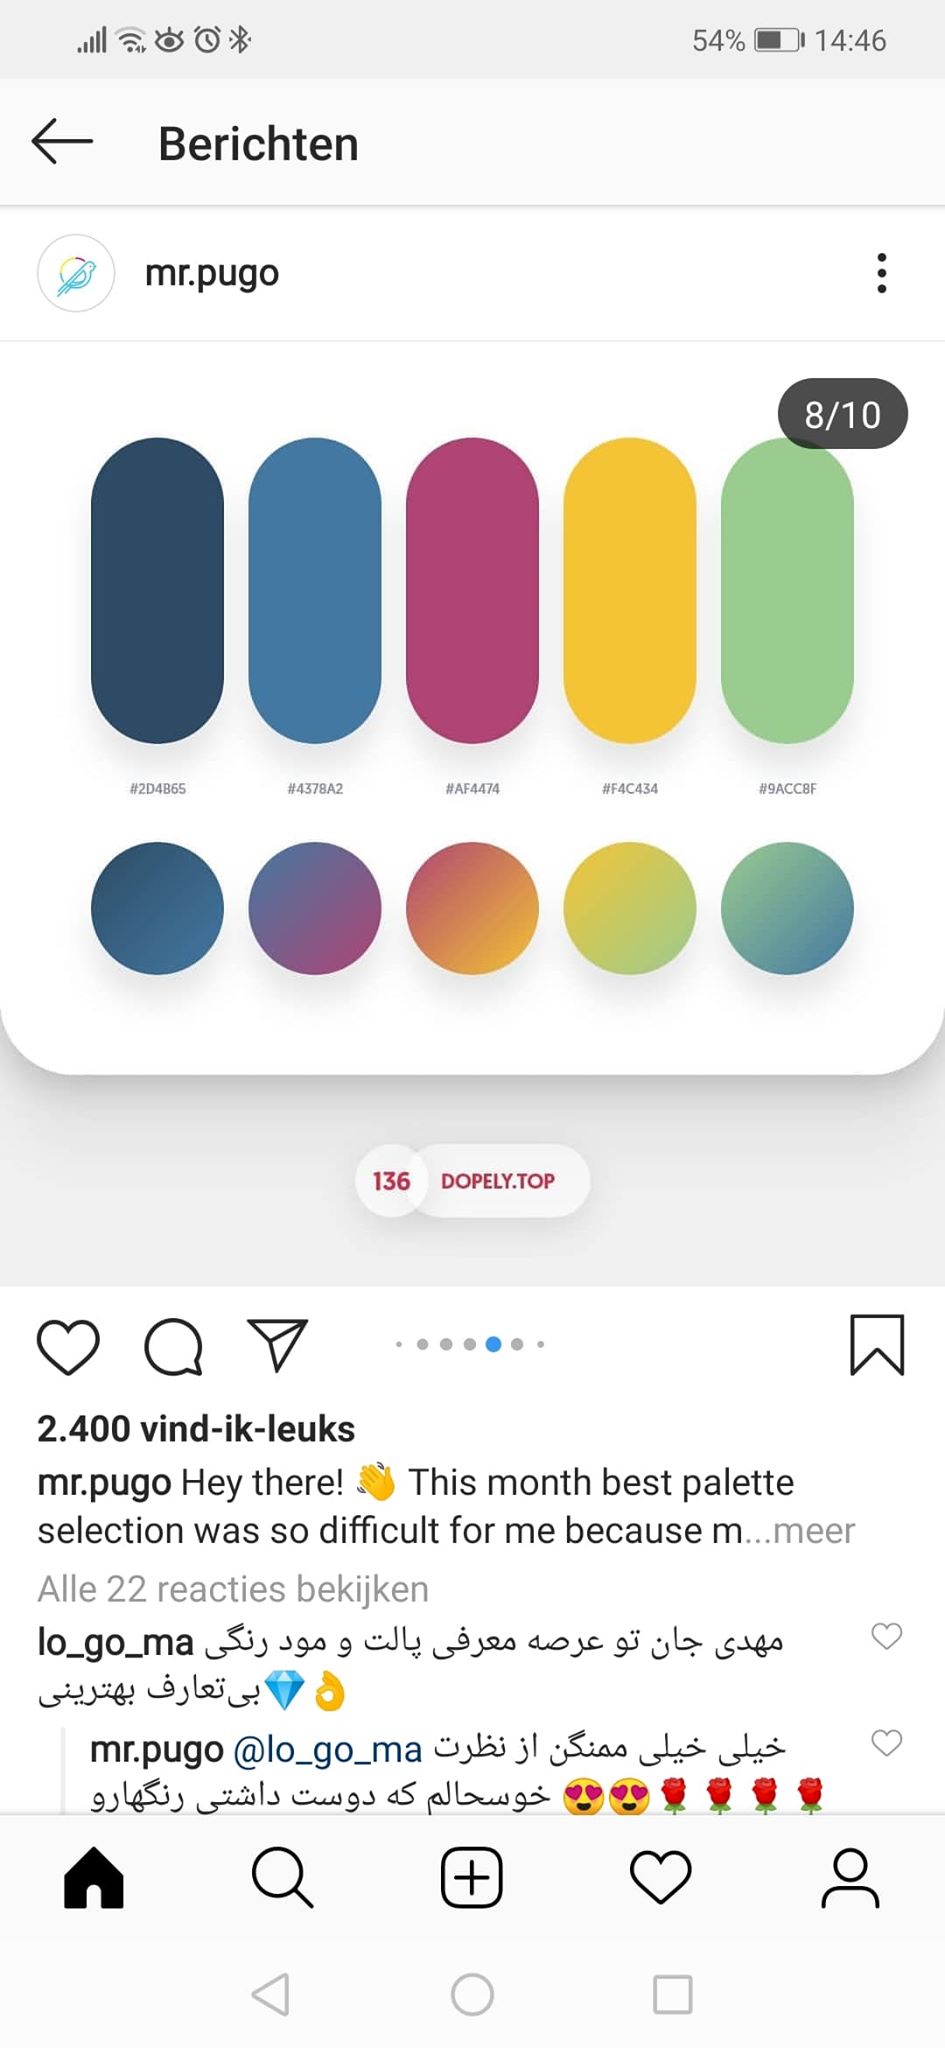 54% 14:46
Berichten
mr.pugo
8/10
#2D4B65 #4378A2 #AF4474 #F4C434 #9ACC8F
136 DOPELY.TOP
2.400 vind-ik-leuks
mr.pugo Hey there! 👋 This month best palette
selection was so difficult for me because m...meer
Alle 22 reacties bekijken
lo_go_ma مهدی جان تو عرصه معرفی پالت و مود رنگی
بی‌تعارف بهترینی💎👌
mr.pugo @lo_go_ma خیلی خیلی ممنگن از نظرت
خوسحالم که دوست داشتی رنگهارو 😍😍🌹🌹🌹🌹